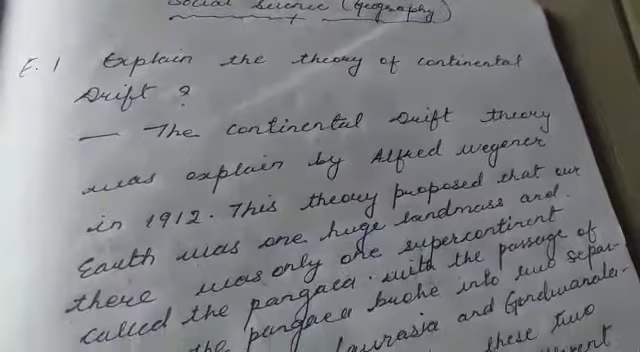 Social Science (Geography)
E. 1 Explain the theory of continental
Drift ?
— The continental Drift theory
was explain by Alfred wegener
in 1912. This theory proposed that our
Earth was one huge landmass and
there was only one supercontinent
called the pangaea. with the passage of
the pangaea broke into two separ-
Laurasia and Gondwanala-
these two